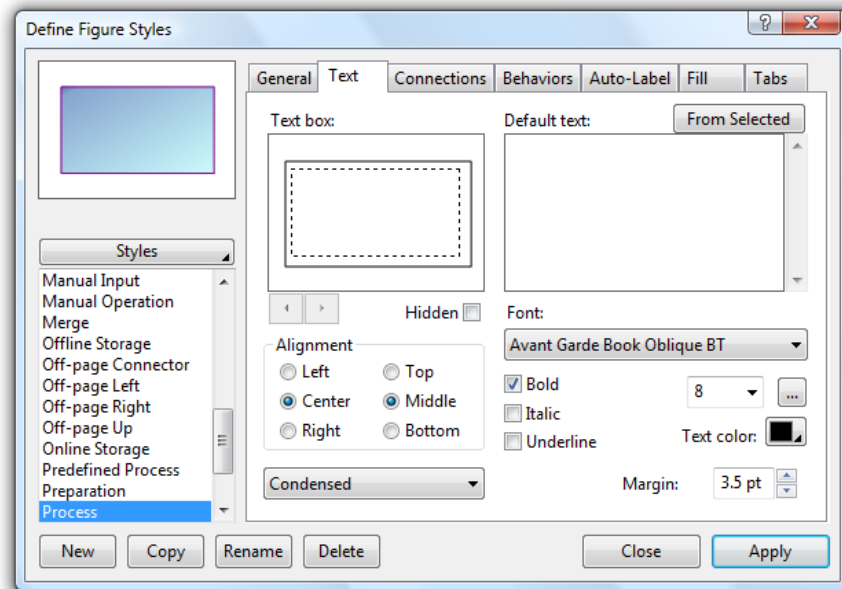 Define Figure Styles
?
General Text Connections Behaviors Auto-Label Fill Tabs
Text box:
Default text:
From Selected
Styles
Manual Input
Manual Operation
Merge
Offline Storage
Off-page Connector
Off-page Left
Off-page Right
Off-page Up
Online Storage
Predefined Process
Preparation
Process
Hidden
Alignment
Left Top
Center Middle
Right Bottom
Condensed
Font:
Avant Garde Book Oblique BT
Bold
8
...
Italic
Underline
Text color:
Margin: 3.5 pt
New Copy Rename Delete Close Apply